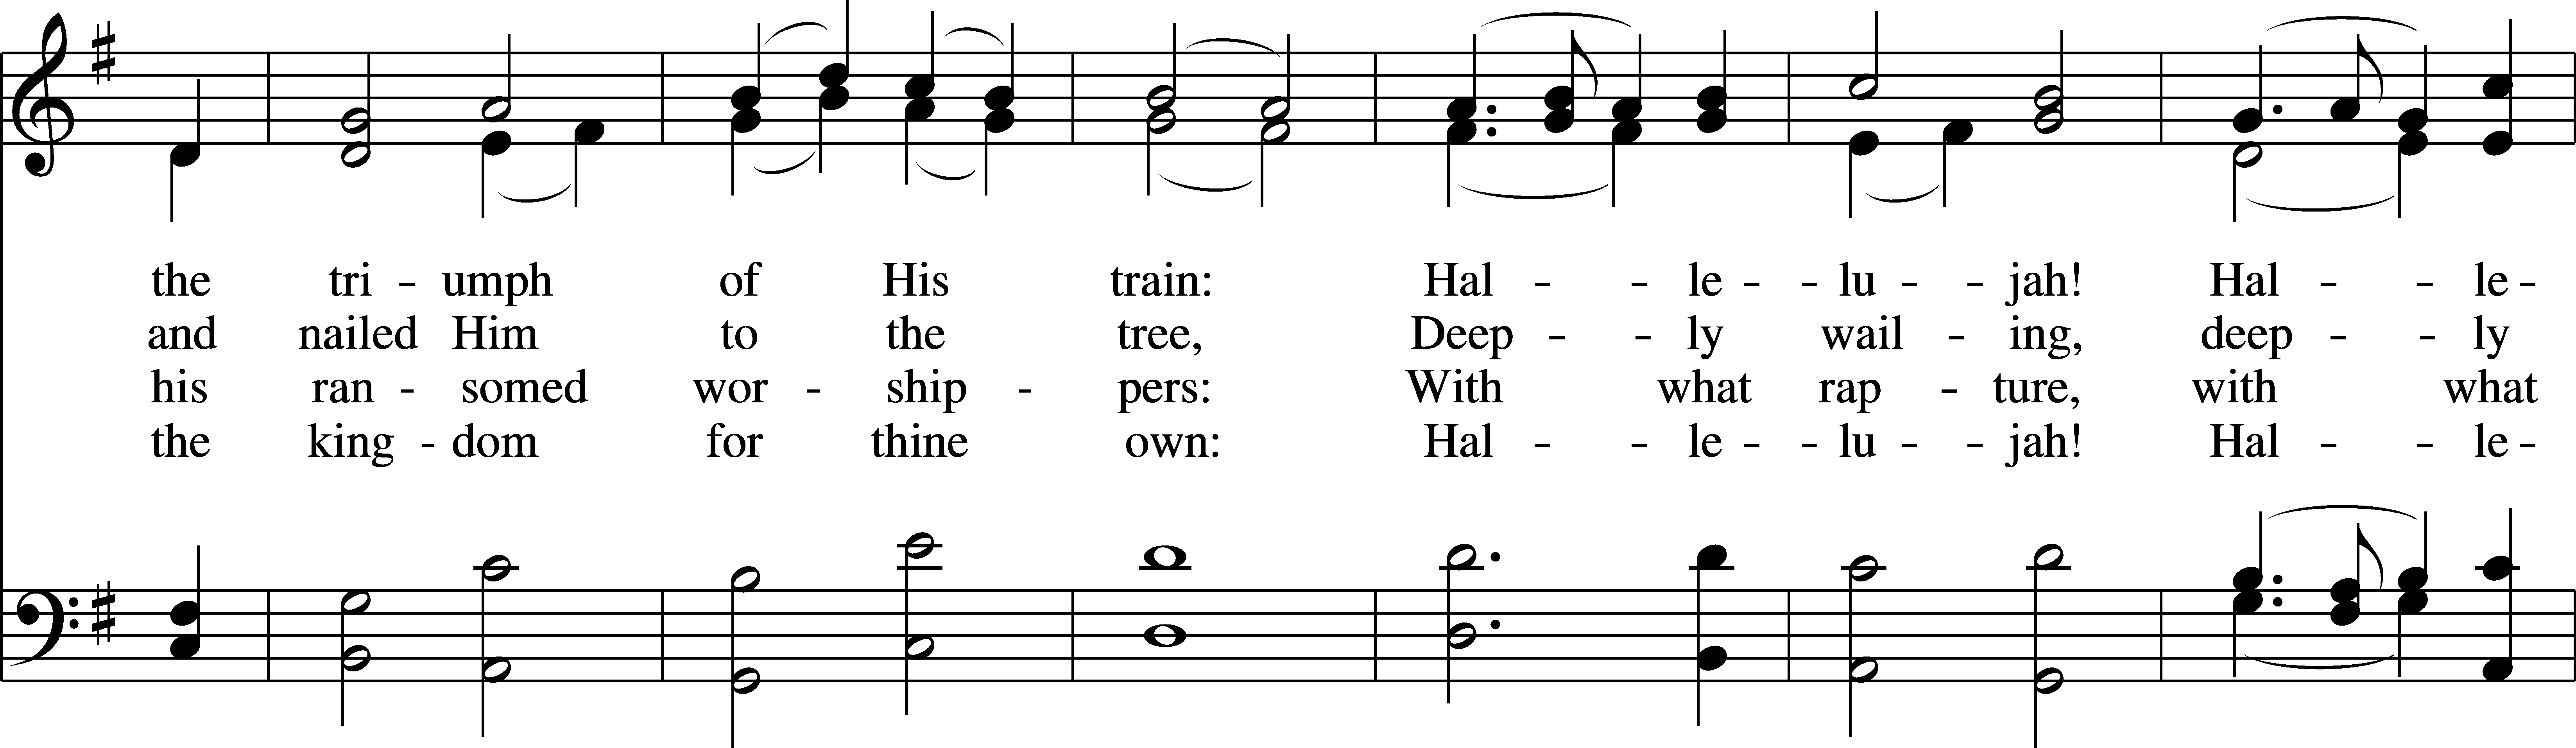 the tri - umph of His train: Hal - - le - - lu - - jah! Hal - - le -
and nailed Him to the tree, Deep - - ly wail - ing, deep - - ly
his ran - somed wor - ship - pers: With what rap - ture, with what
the king - dom for thine own: Hal - - le - - lu - - jah! Hal - - le -